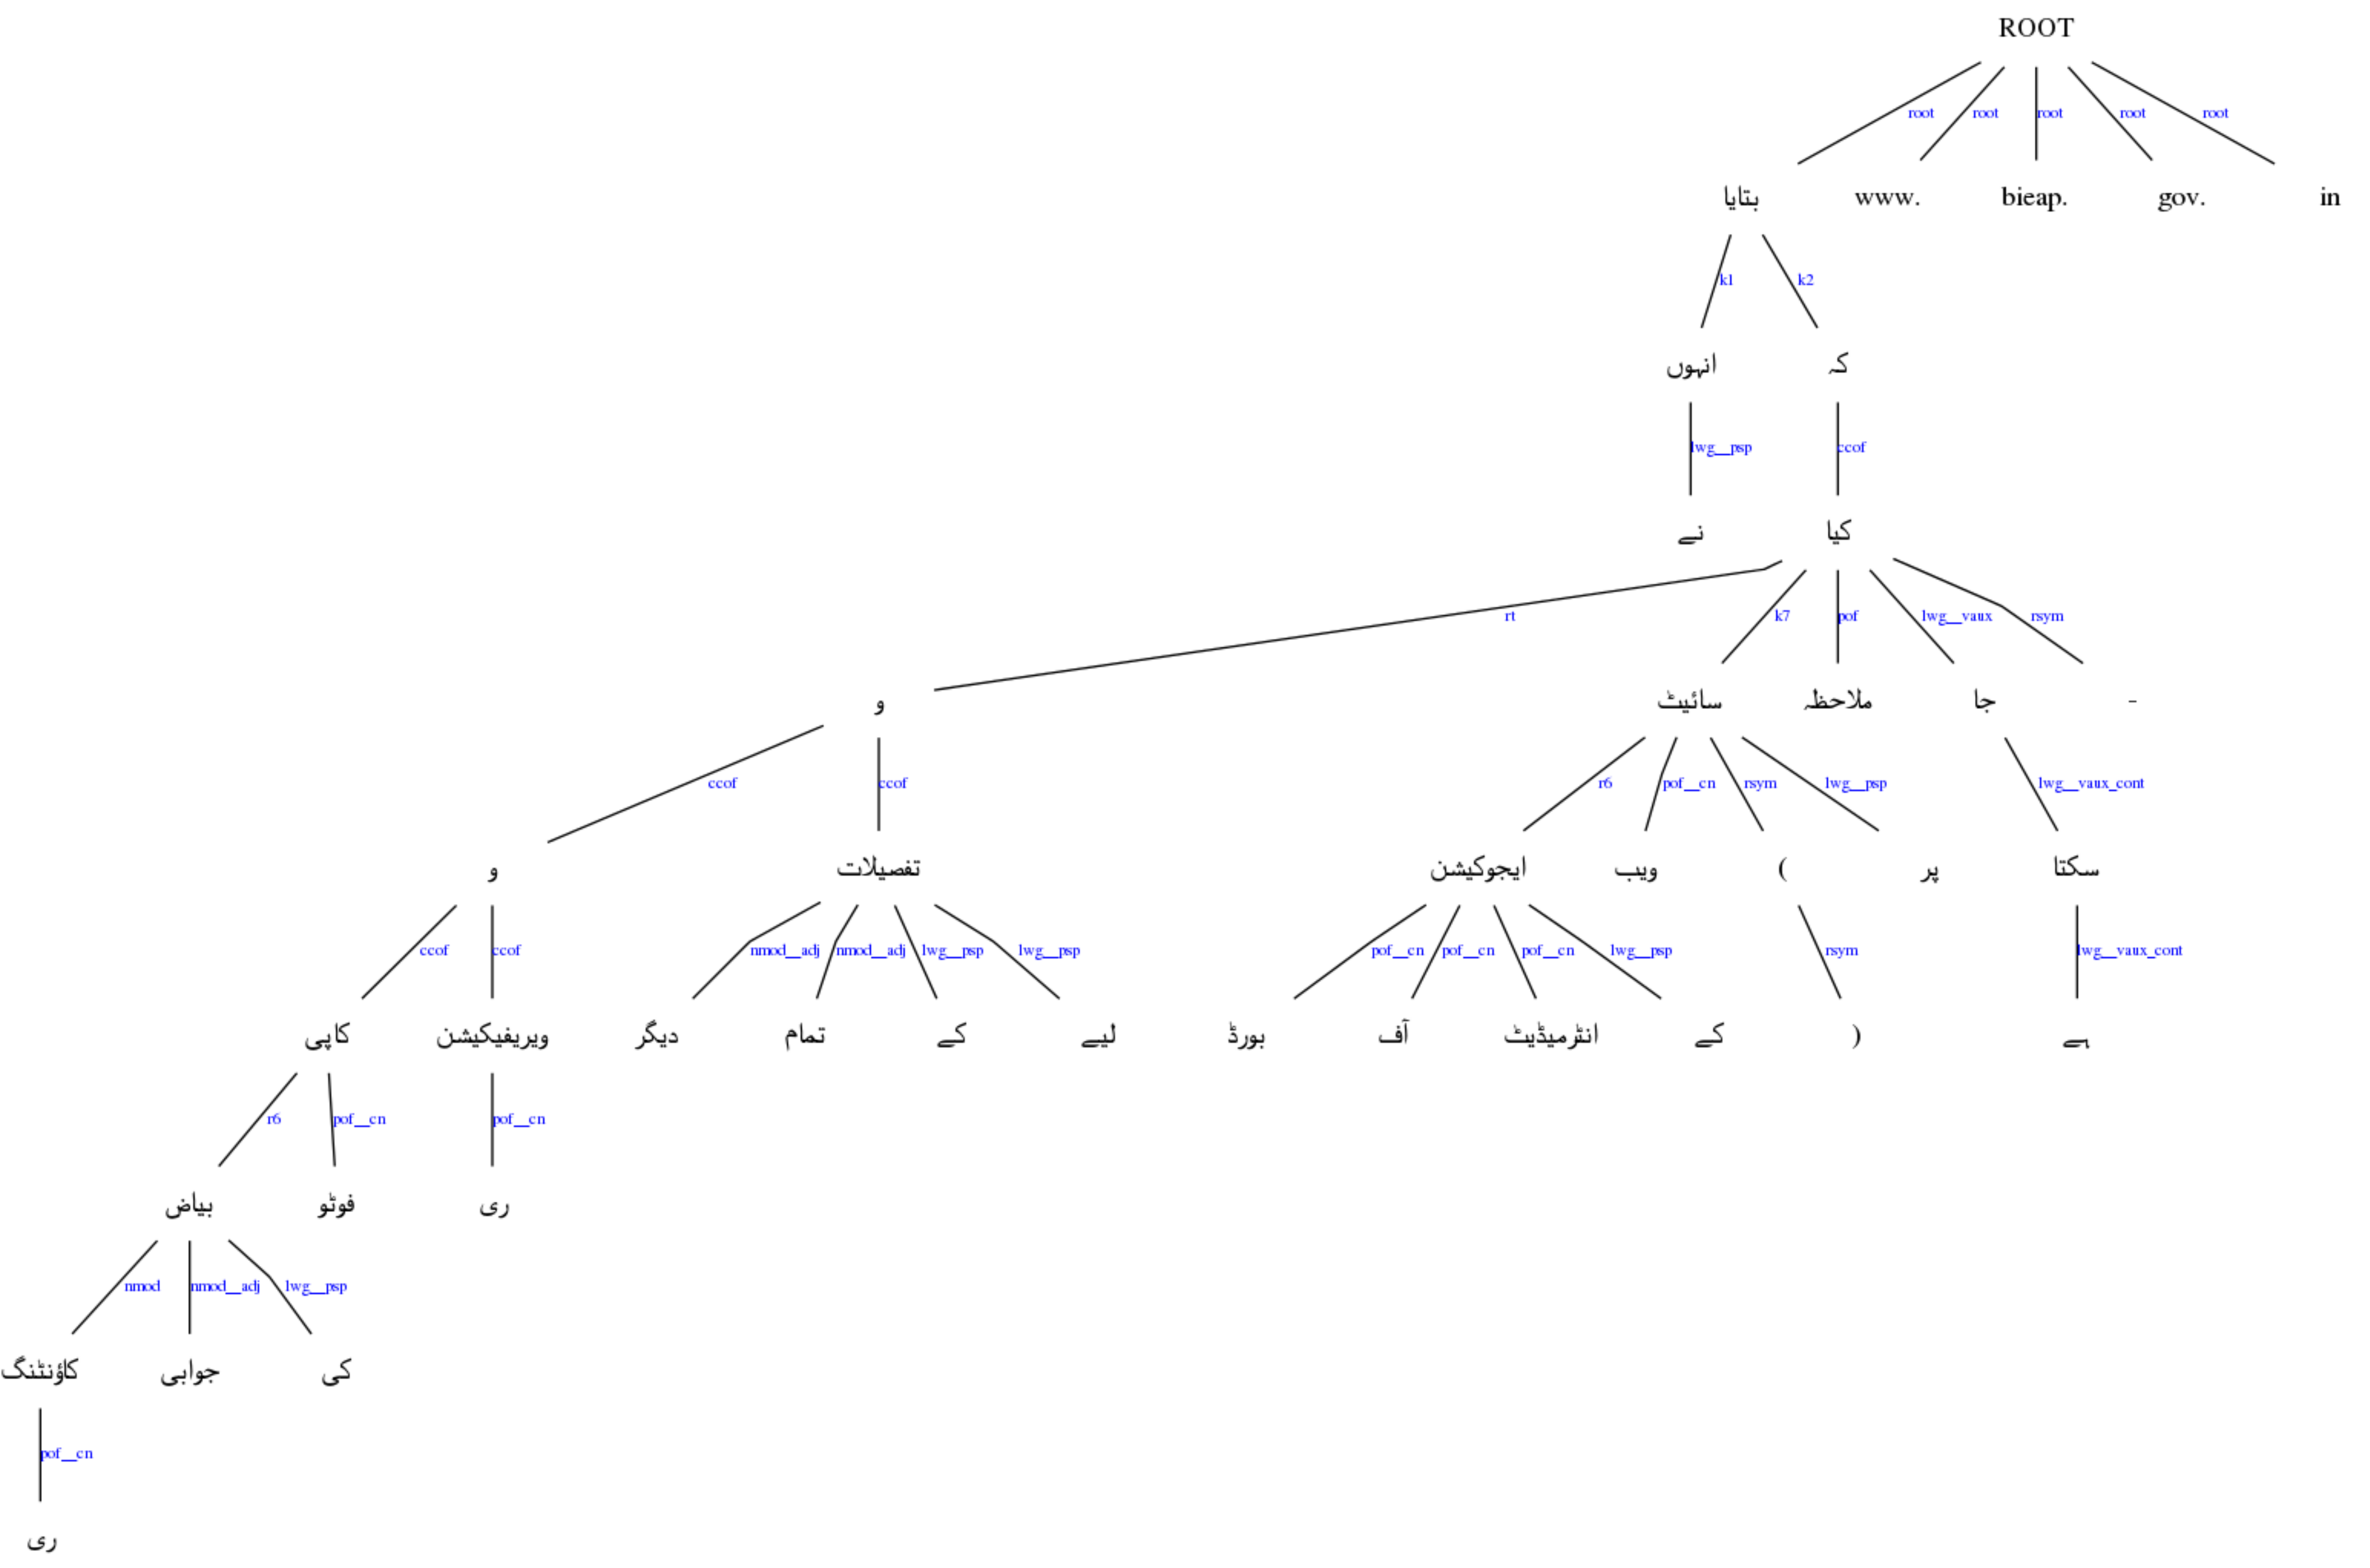 ROOT
root root root root root
بتایا www. bieap. gov. in
k1 k2
انہوں کہ
lwg__psp ccof
نے کیا
rt k7 pof lwg__vaux rsym
و سائیٹ ملاحظہ جا -
ccof ccof r6 pof__cn rsym lwg__psp lwg__vaux_cont
و تفصیلات ایجوکیشن ویب ( پر سکتا
ccof ccof nmod__adj nmod__adj lwg__psp lwg__psp pof__cn pof__cn pof__cn lwg__psp rsym lwg__vaux_cont
کاپی ویریفیکیشن دیگر تمام کے لیے بورڈ آف انٹرمیڈیٹ کے ) ہے
r6 pof__cn pof__cn
بیاض فوٹو ری
nmod nmod__adj lwg__psp
کاؤنٹنگ جوابی کی
pof__cn
ری